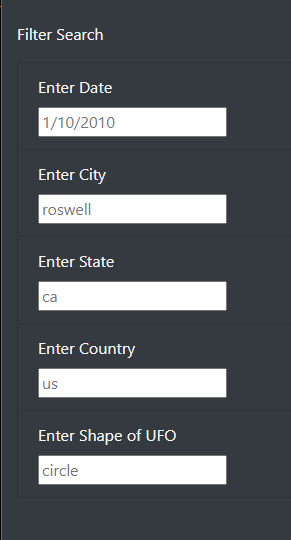 Filter Search
Enter Date
1/10/2010
Enter City
roswell
Enter State
ca
Enter Country
us
Enter Shape of UFO
circle